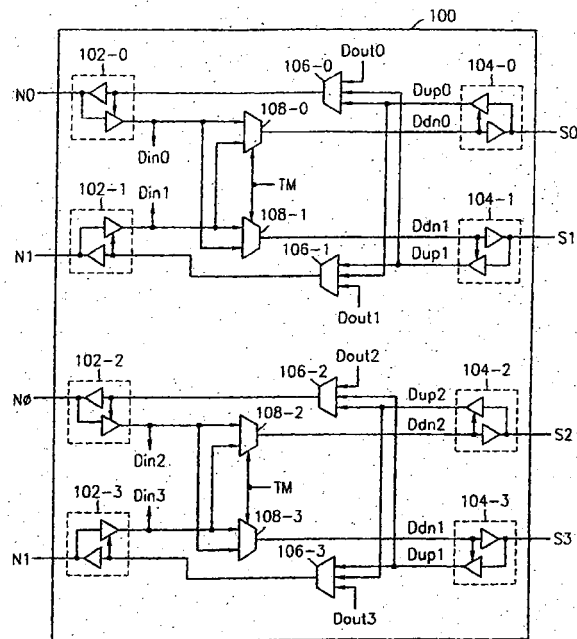 100
102-0
106-0
Dout0
104-0
N0
108-0
Dup0
Ddn0
S0
Din0
102-1
Din1
TM
108-1
104-1
Ddn1
S1
N1
106-1
Dup1
Dout1
102-2
106-2
Dout2
104-2
NØ
108-2
Dup2
Ddn2
S2
Din2
102-3
Din3
TM
108-3
104-3
Ddn1
S3
N1
106-3
Dup1
Dout3